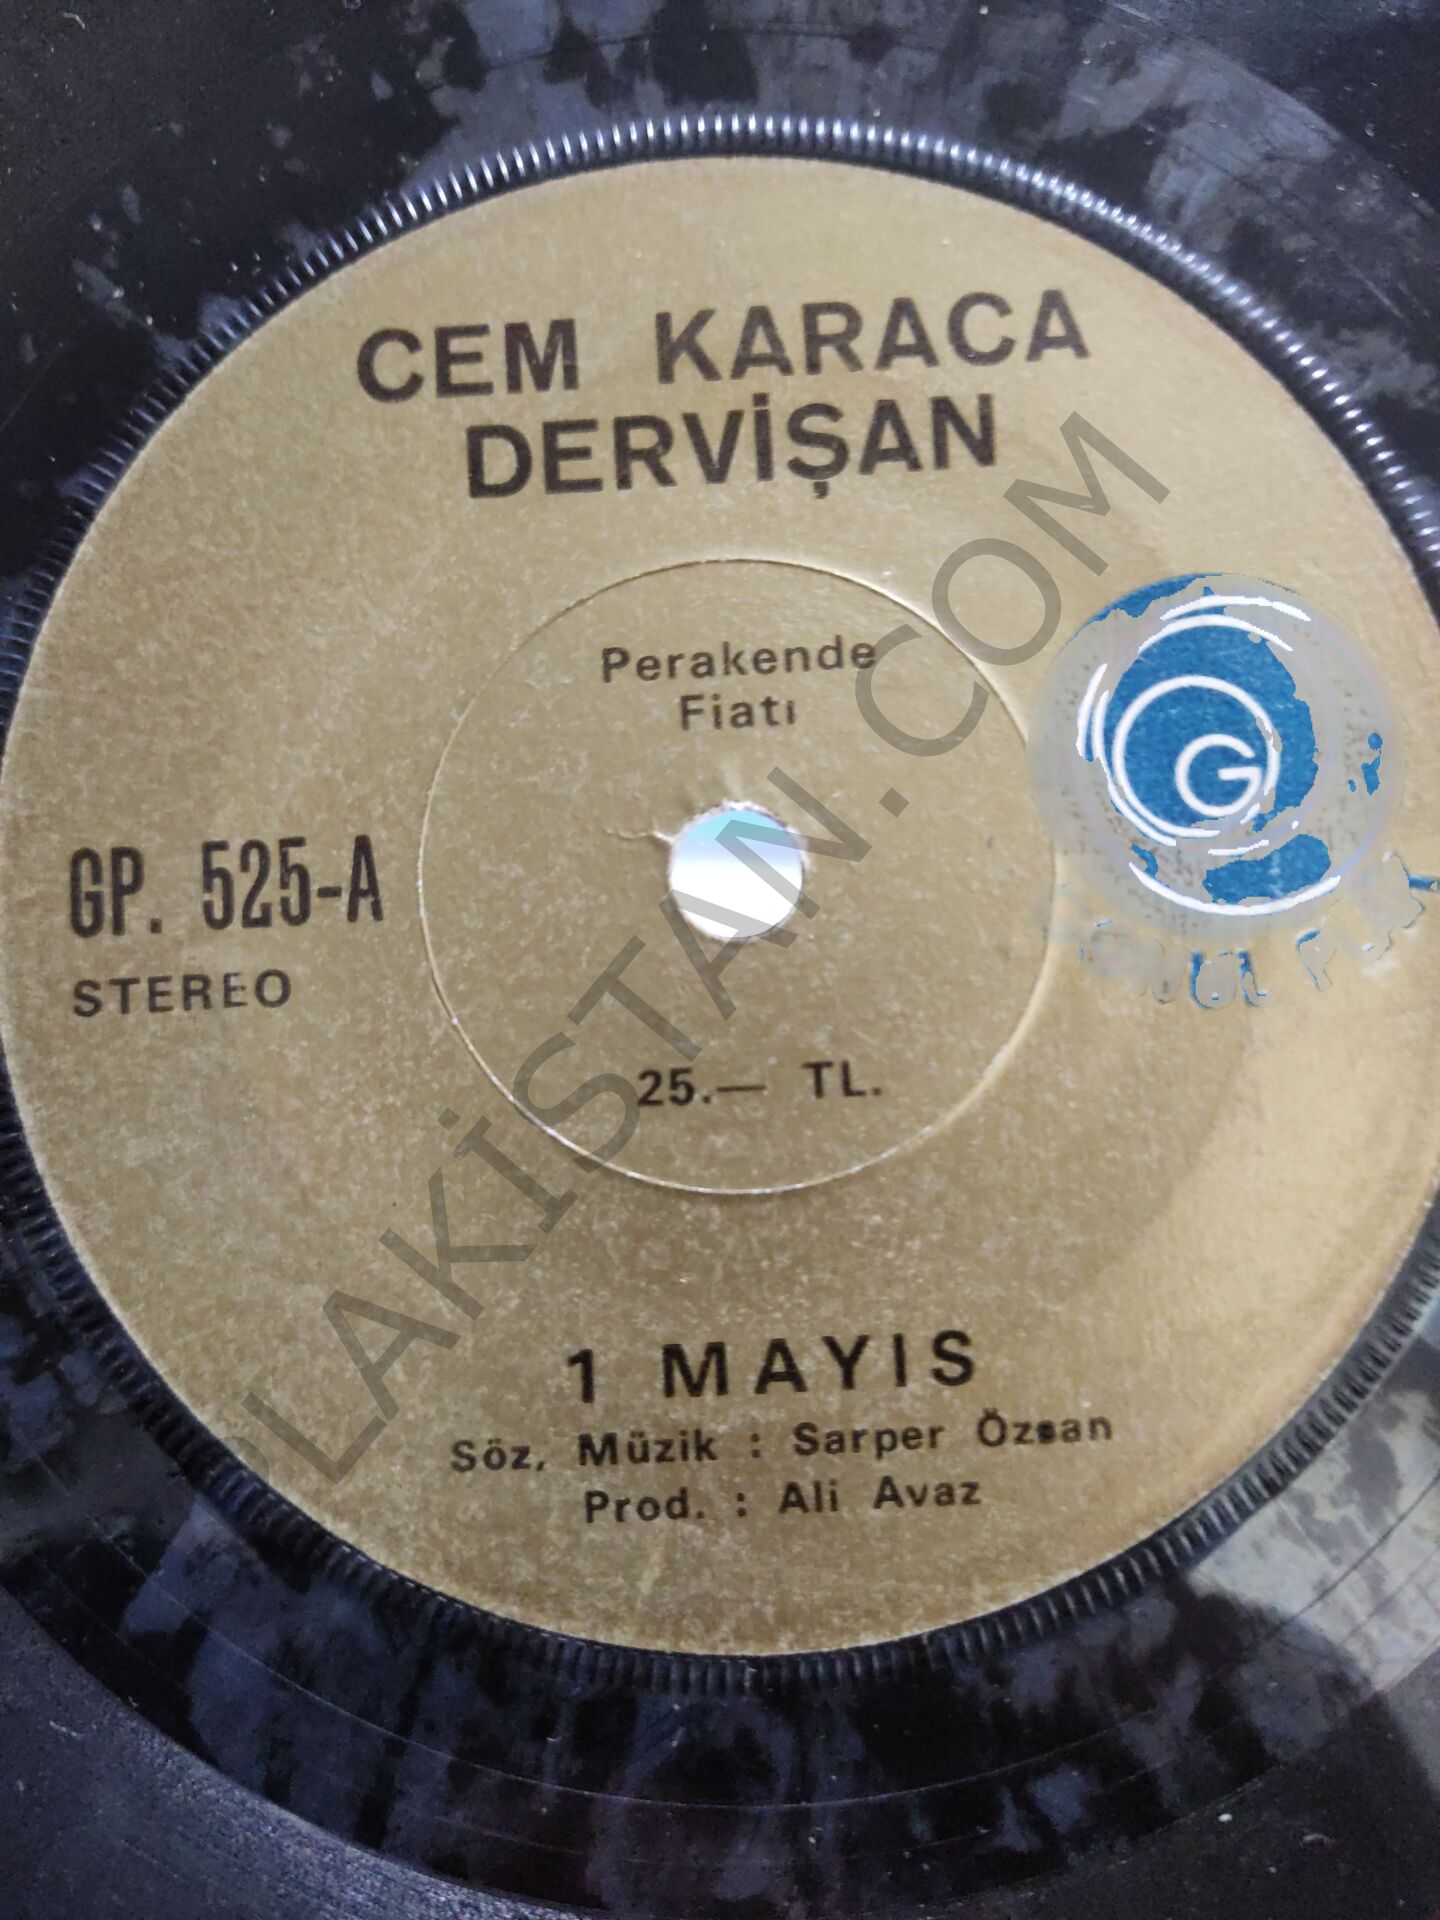 CEM KARACA
DERVİŞAN
Perakende
Fiatı
G
GP. 525-A
STEREO
25.— TL.
1 MAYIS
Söz, Müzik : Sarper Özsan
Prod. : Ali Avaz
PLAKİSTAN.COM